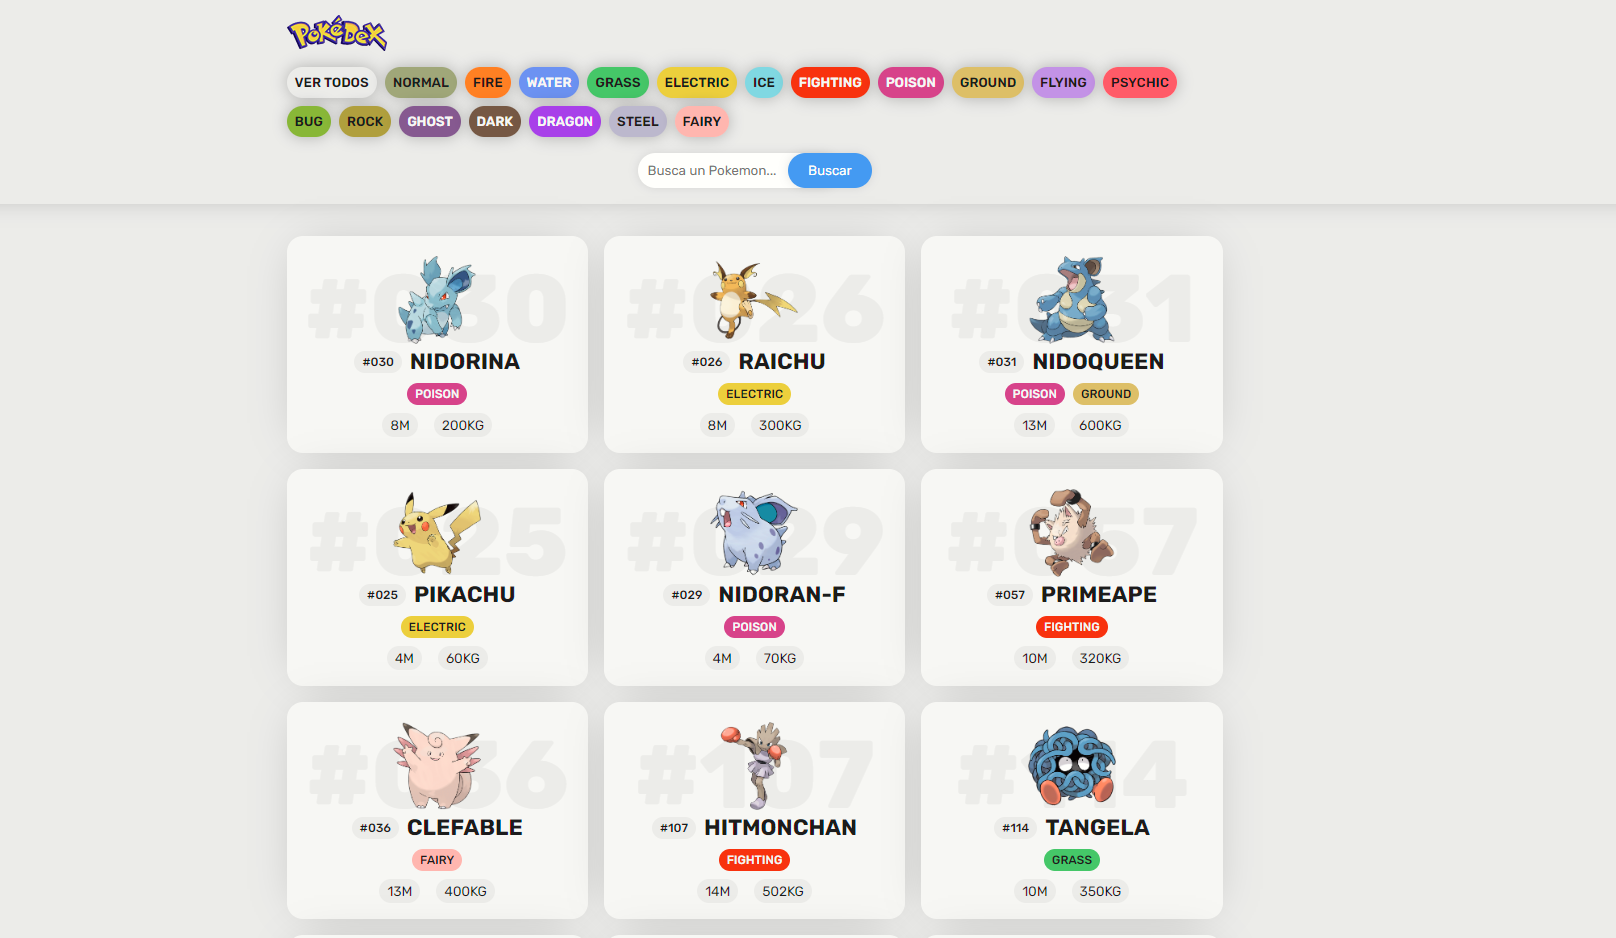 PokéDex
VER TODOS NORMAL FIRE WATER GRASS ELECTRIC ICE FIGHTING POISON GROUND FLYING PSYCHIC
BUG ROCK GHOST DARK DRAGON STEEL FAIRY
Busca un Pokemon... Buscar
#030 #026 #031
#030 NIDORINA
POISON
8M 200KG
#026 RAICHU
ELECTRIC
8M 300KG
#031 NIDOQUEEN
POISON GROUND
13M 600KG
#025 #029 #057
#025 PIKACHU
ELECTRIC
4M 60KG
#029 NIDORAN-F
POISON
4M 70KG
#057 PRIMEAPE
FIGHTING
10M 320KG
#036 #107 #114
#036 CLEFABLE
FAIRY
13M 400KG
#107 HITMONCHAN
FIGHTING
14M 502KG
#114 TANGELA
GRASS
10M 350KG